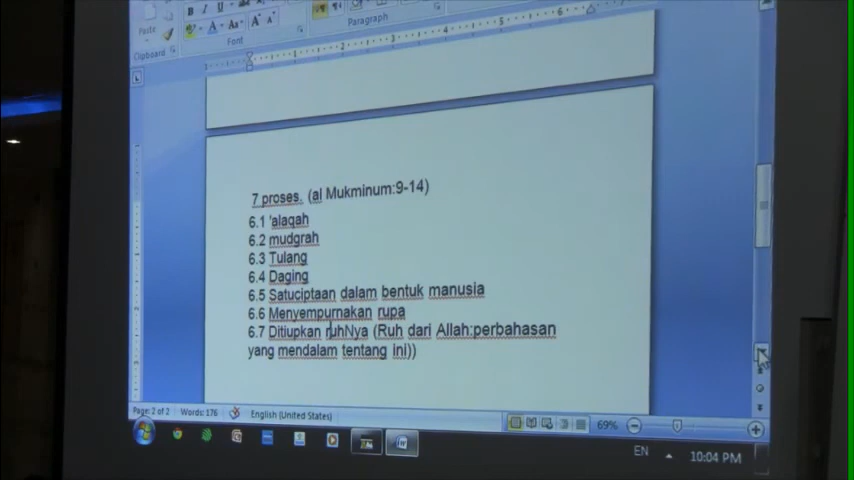 Paste
Clipboard
Font
Paragraph
7 proses. (al Mukminum:9-14)
6.1 'alaqah
6.2 mudgrah
6.3 Tulang
6.4 Daging
6.5 Satuciptaan dalam bentuk manusia
6.6 Menyempurnakan rupa
6.7 Ditiupkan ruhNya (Ruh dari Allah:perbahasan
yang mendalam tentang ini))
Page: 2 of 2 Words: 176 English (United States) 69%
EN 10:04 PM